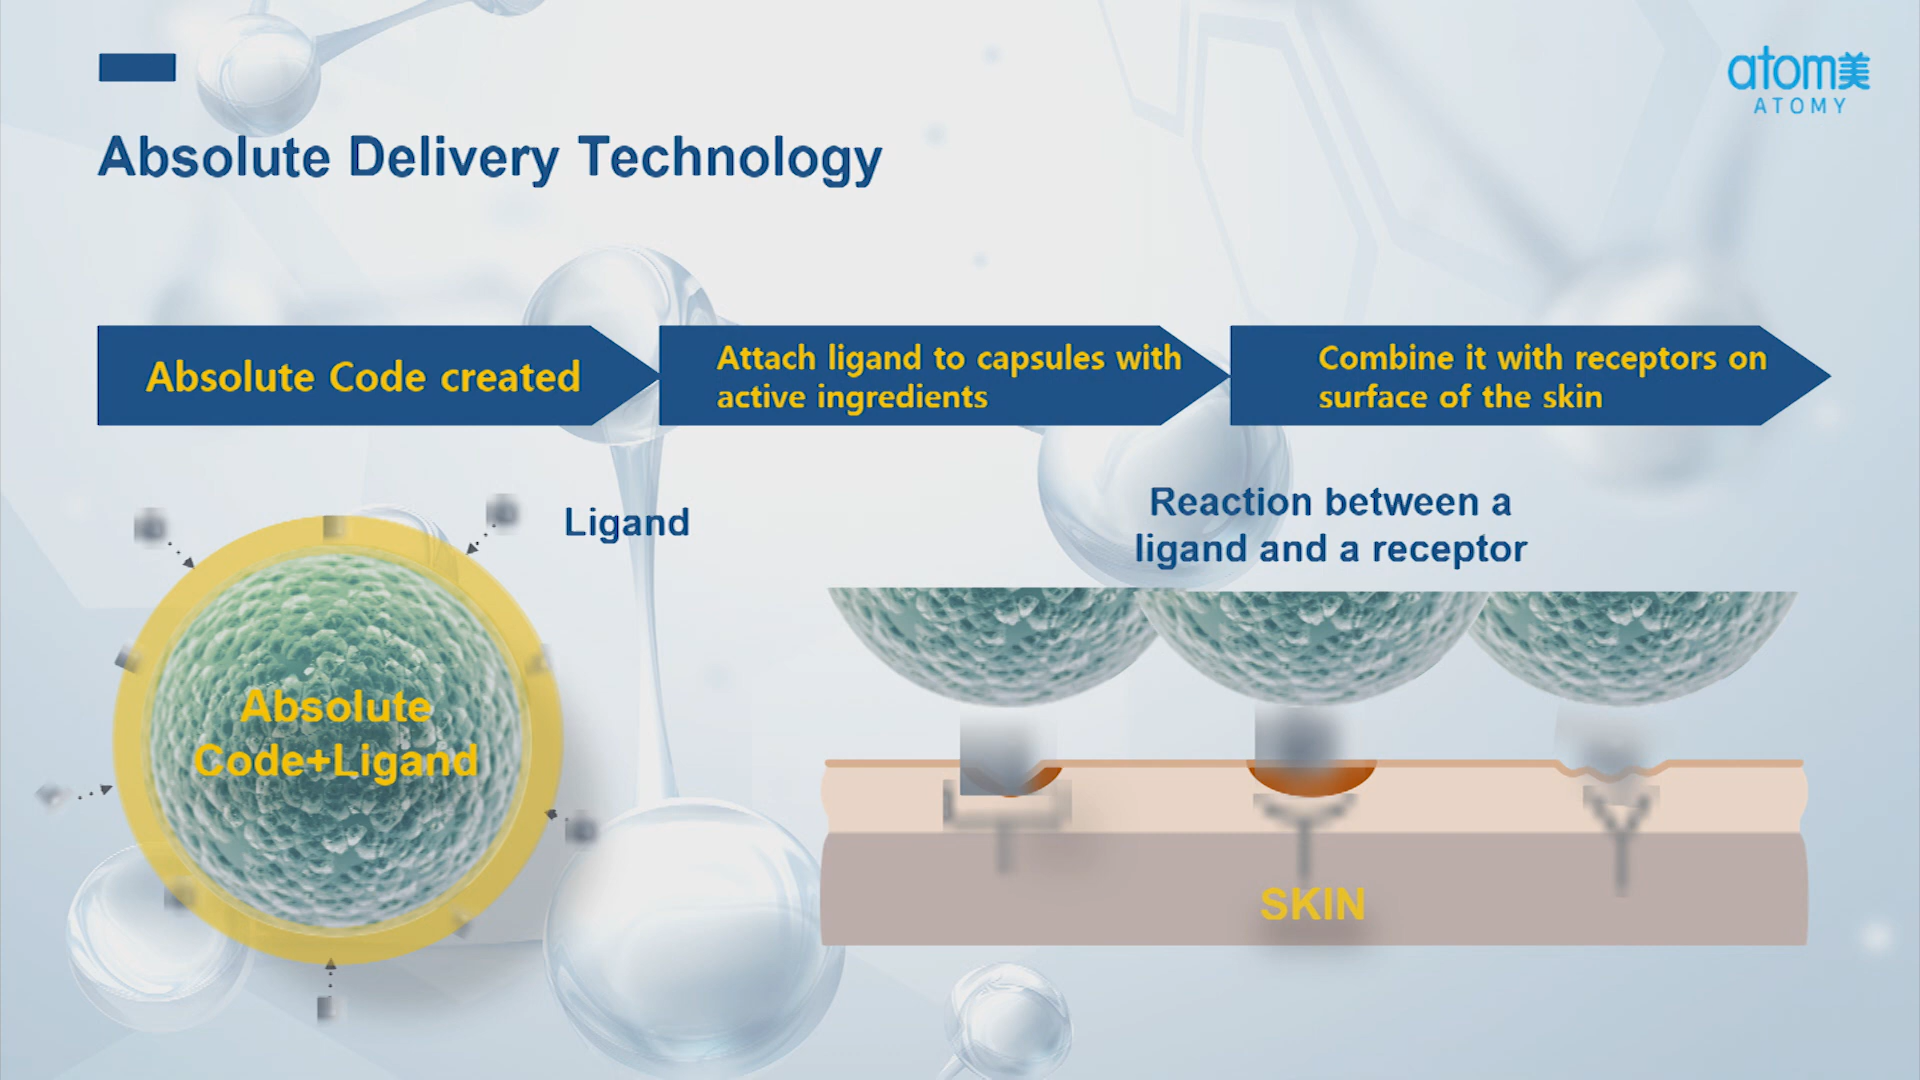 atom美
ATOMY
Absolute Delivery Technology
Absolute Code created
Attach ligand to capsules with
active ingredients
Combine it with receptors on
surface of the skin
Ligand
Reaction between a
ligand and a receptor
Absolute
Code+Ligand
SKIN